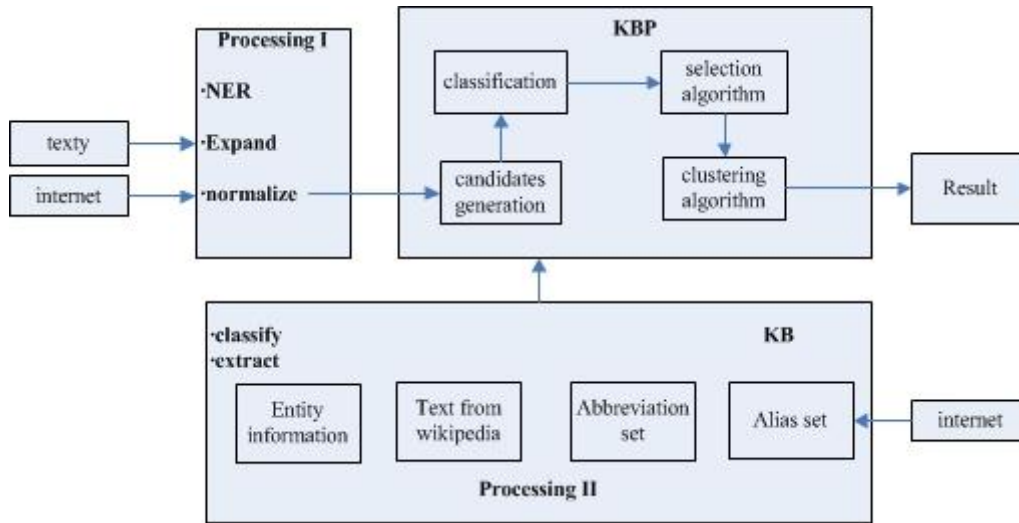 Processing I
·NER
·Expand
·normalize
texty
internet
KBP
classification
selection
algorithm
candidates
generation
clustering
algorithm
Result
·classify
·extract
KB
Entity
information
Text from
wikipedia
Abbreviation
set
Alias set
internet
Processing II